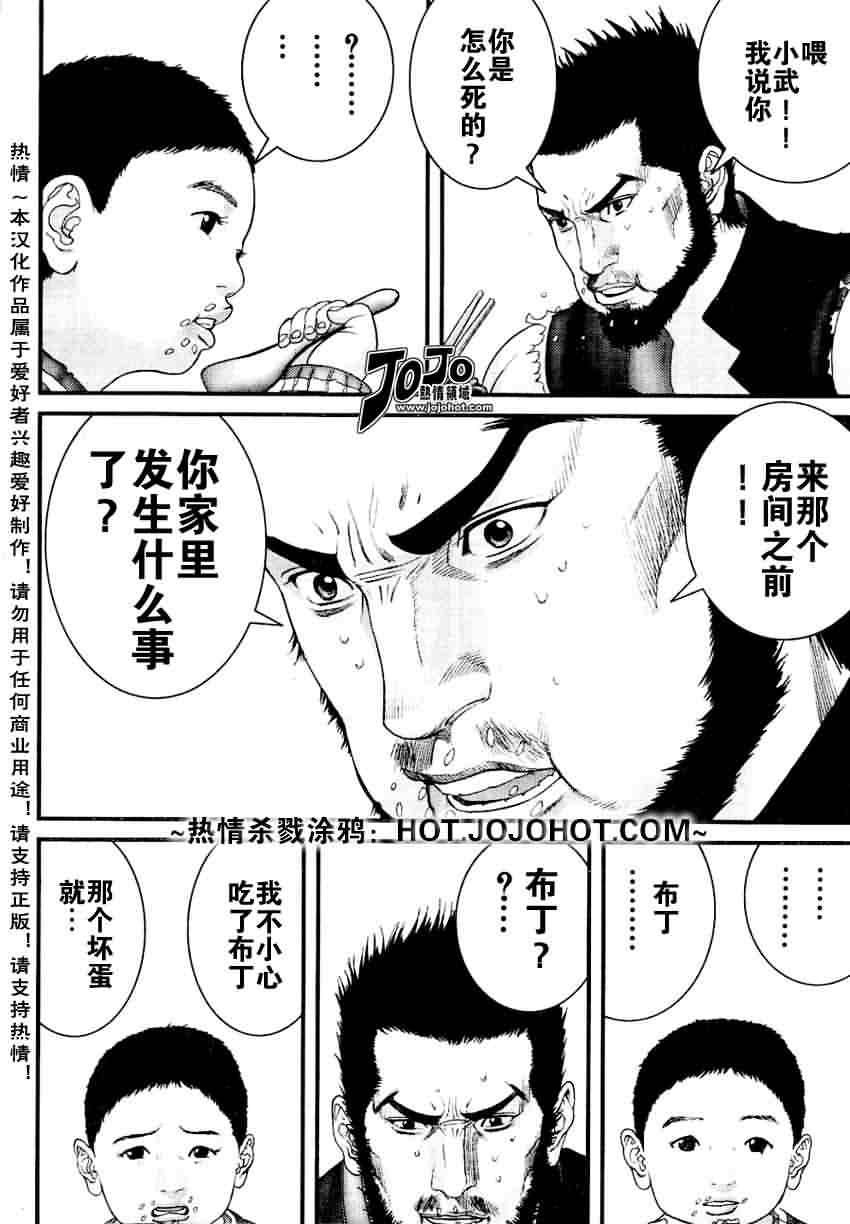 喂
小武！！
我说你
你是
怎么死的？
………？
来那个
房间之前
！！
你家里
发生什么事
了？
………
布丁
………
布丁？
…？
我不小心
吃了布丁
那个坏蛋
就…
JOJO
热情领域
www.jojohot.com
~热情杀戮涂鸦：HOT.JOJOHOT.COM~
热情~本汉化作品属于爱好者兴趣爱好制作！请勿用于任何商业用途！请支持正版！请支持热情！